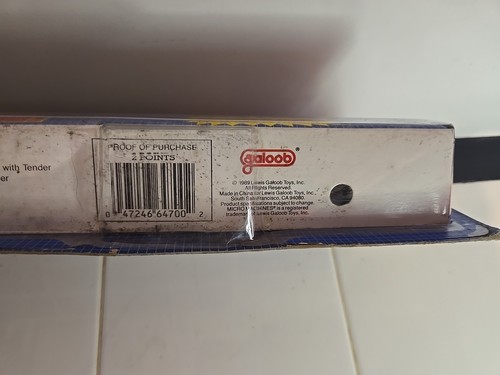 with Tender
er
PROOF OF PURCHASE
2 POINTS
0 47246 64700 2
galoob
© 1989 Lewis Galoob Toys, Inc.
All Rights Reserved.
Made in China for Lewis Galoob Toys, Inc.
South San Francisco, CA 94080.
Product specifications subject to change.
MICRO MACHINES® is a registered
trademark of Lewis Galoob Toys, Inc.